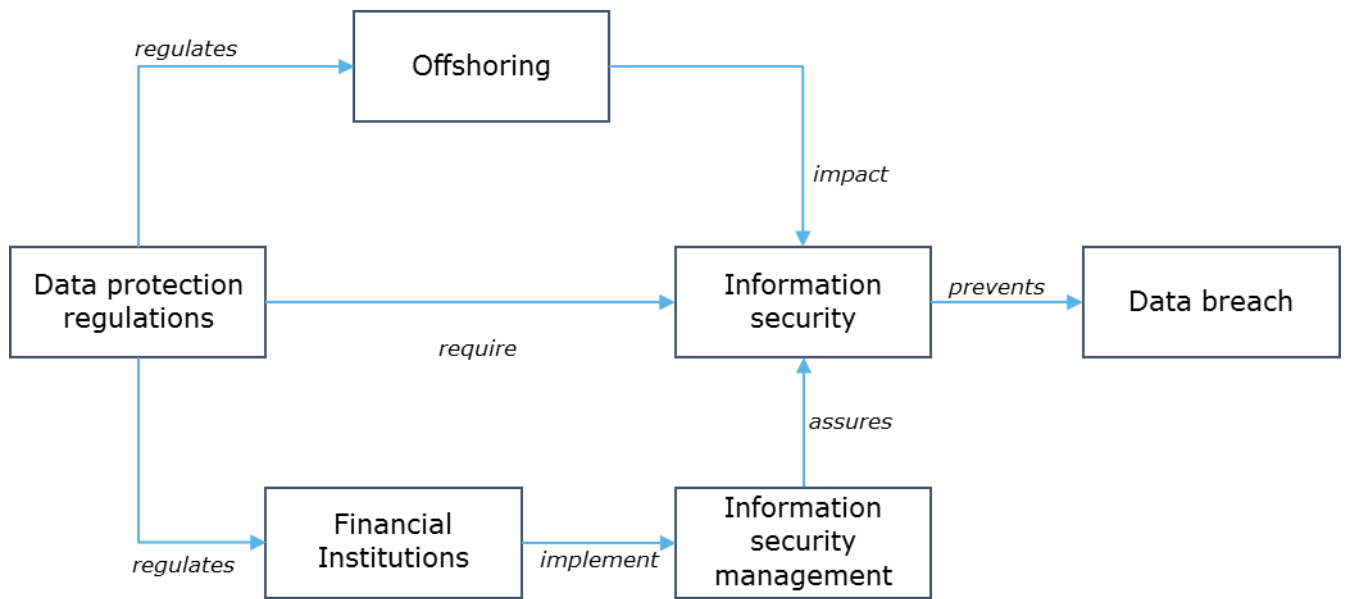 regulates
Offshoring
impact
Data protection
regulations
require
Information
security
prevents
Data breach
assures
regulates
Financial
Institutions
implement
Information
security
management